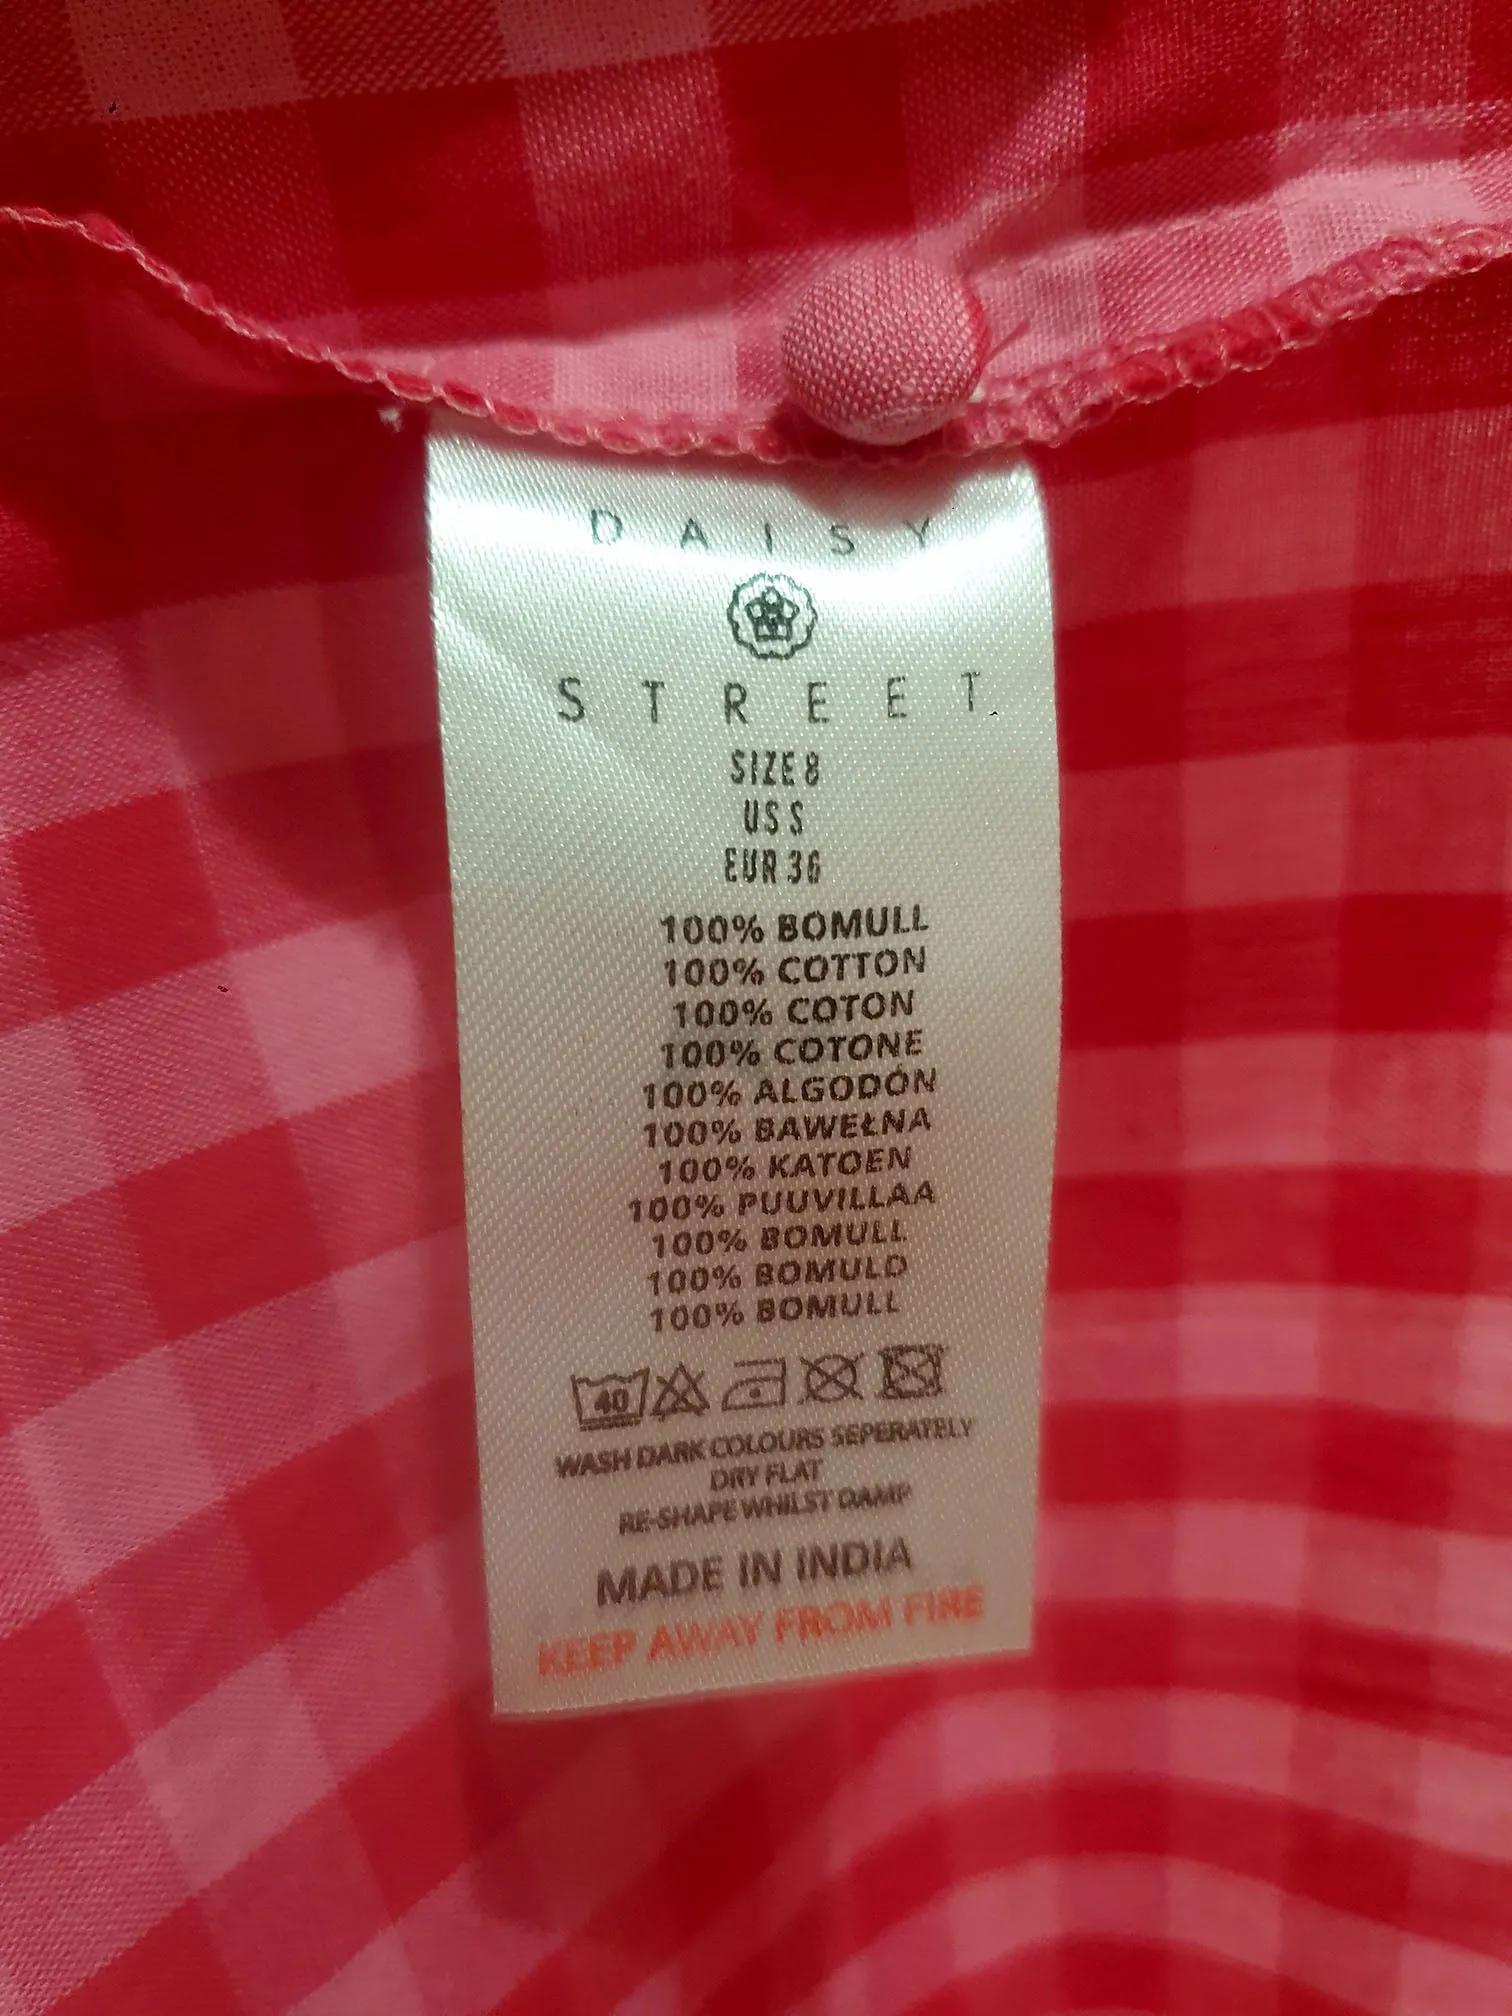 DAISY
STREET
SIZE 8
US S
EUR 36
100% BOMULL
100% COTTON
100% COTON
100% COTONE
100% ALGODÓN
100% BAWEŁNA
100% KATOEN
100% PUUVILLAA
100% BOMULL
100% BOMULD
100% BOMULL
40
WASH DARK COLOURS SEPERATELY
DRY FLAT
RE-SHAPE WHILST DAMP
MADE IN INDIA
KEEP AWAY FROM FIRE